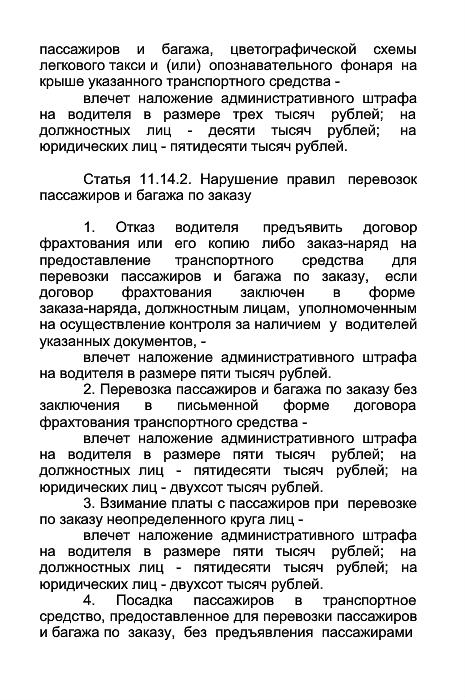 пассажиров и багажа, цветографической схемы
легкового такси и (или) опознавательного фонаря на
крыше указанного транспортного средства -
влечет наложение административного штрафа
на водителя в размере трех тысяч рублей; на
должностных лиц - десяти тысяч рублей; на
юридических лиц - пятидесяти тысяч рублей.
Статья 11.14.2. Нарушение правил перевозок
пассажиров и багажа по заказу
1. Отказ водителя предъявить договор
фрахтования или его копию либо заказ-наряд на
предоставление транспортного средства для
перевозки пассажиров и багажа по заказу, если
договор фрахтования заключен в форме
заказа-наряда, должностным лицам, уполномоченным
на осуществление контроля за наличием у водителей
указанных документов, -
влечет наложение административного штрафа
на водителя в размере пяти тысяч рублей.
2. Перевозка пассажиров и багажа по заказу без
заключения в письменной форме договора
фрахтования транспортного средства -
влечет наложение административного штрафа
на водителя в размере пяти тысяч рублей; на
должностных лиц - пятидесяти тысяч рублей; на
юридических лиц - двухсот тысяч рублей.
3. Взимание платы с пассажиров при перевозке
по заказу неопределенного круга лиц -
влечет наложение административного штрафа
на водителя в размере пяти тысяч рублей; на
должностных лиц - пятидесяти тысяч рублей; на
юридических лиц - двухсот тысяч рублей.
4. Посадка пассажиров в транспортное
средство, предоставленное для перевозки пассажиров
и багажа по заказу, без предъявления пассажирами